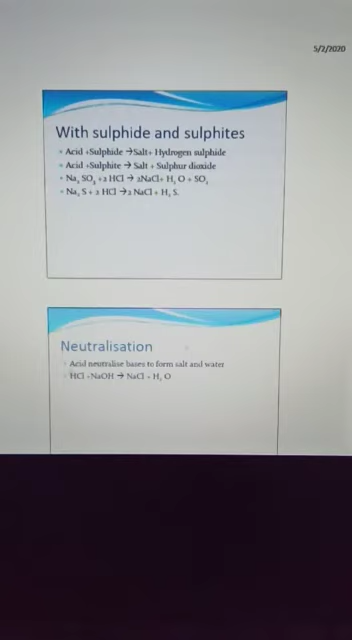 5/2/2020
With sulphide and sulphites
Acid +Sulphide →Salt+ Hydrogen sulphide
Acid +Sulphite → Salt + Sulphur dioxide
Na₂ SO₃ +2 HCl → 2NaCl+ H₂ O + SO₂
Na₂ S + 2 HCl →2 NaCl + H₂ S.
Neutralisation
Acid neutralise bases to form salt and water
HCl +NaOH → NaCl + H₂ O